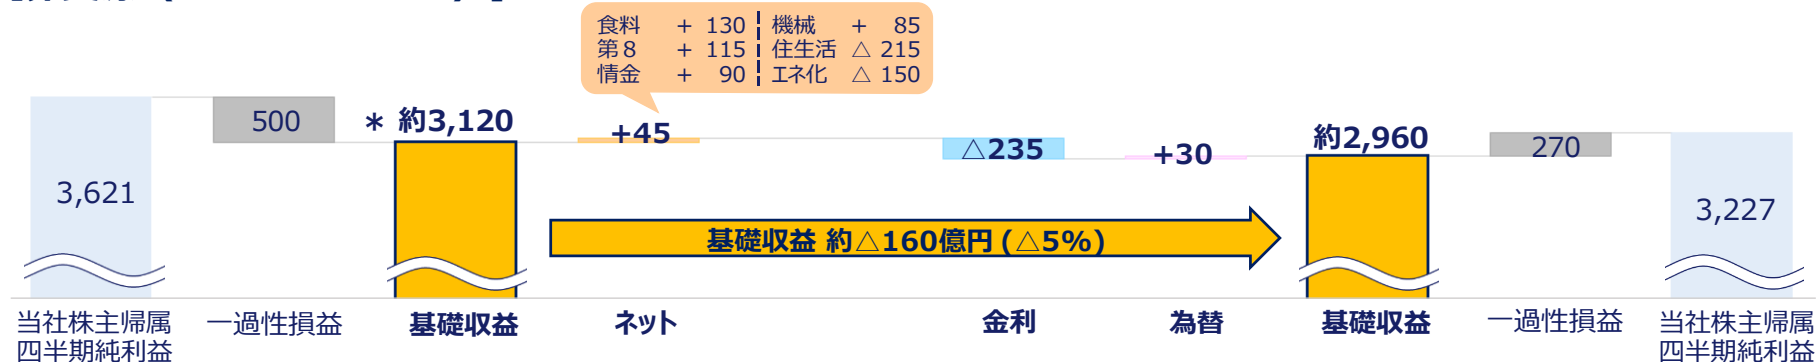 食料 + 130 機械 + 85
第8 + 115 住生活 △ 215
情金 + 90 エネ化 △ 150
500
* 約3,120
+45
△235
+30
約2,960
270
3,621
3,227
基礎収益 約△160億円 (△5%)
当社株主帰属
四半期純利益
一過性損益
基礎収益
ネット
金利
為替
基礎収益
一過性損益
当社株主帰属
四半期純利益